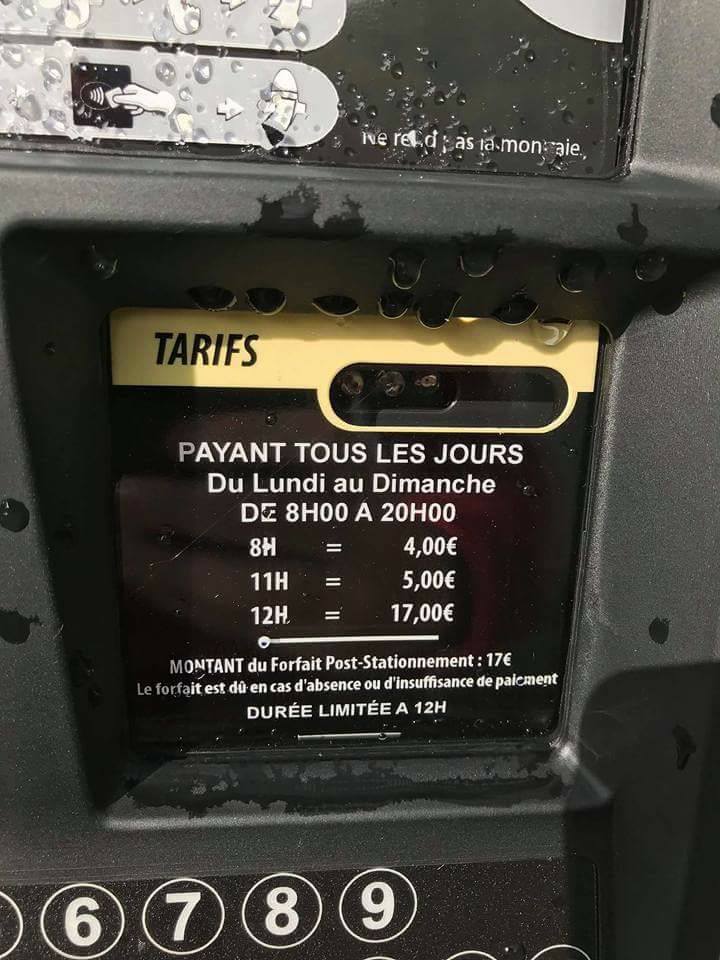 Ne rend pas la monnaie.
TARIFS
PAYANT TOUS LES JOURS
Du Lundi au Dimanche
DE 8H00 A 20H00
8H = 4,00€
11H = 5,00€
12H = 17,00€
MONTANT du Forfait Post-Stationnement : 17€
Le forfait est dû en cas d'absence ou d'insuffisance de paiement
DURÉE LIMITÉE A 12H
6 7 8 9